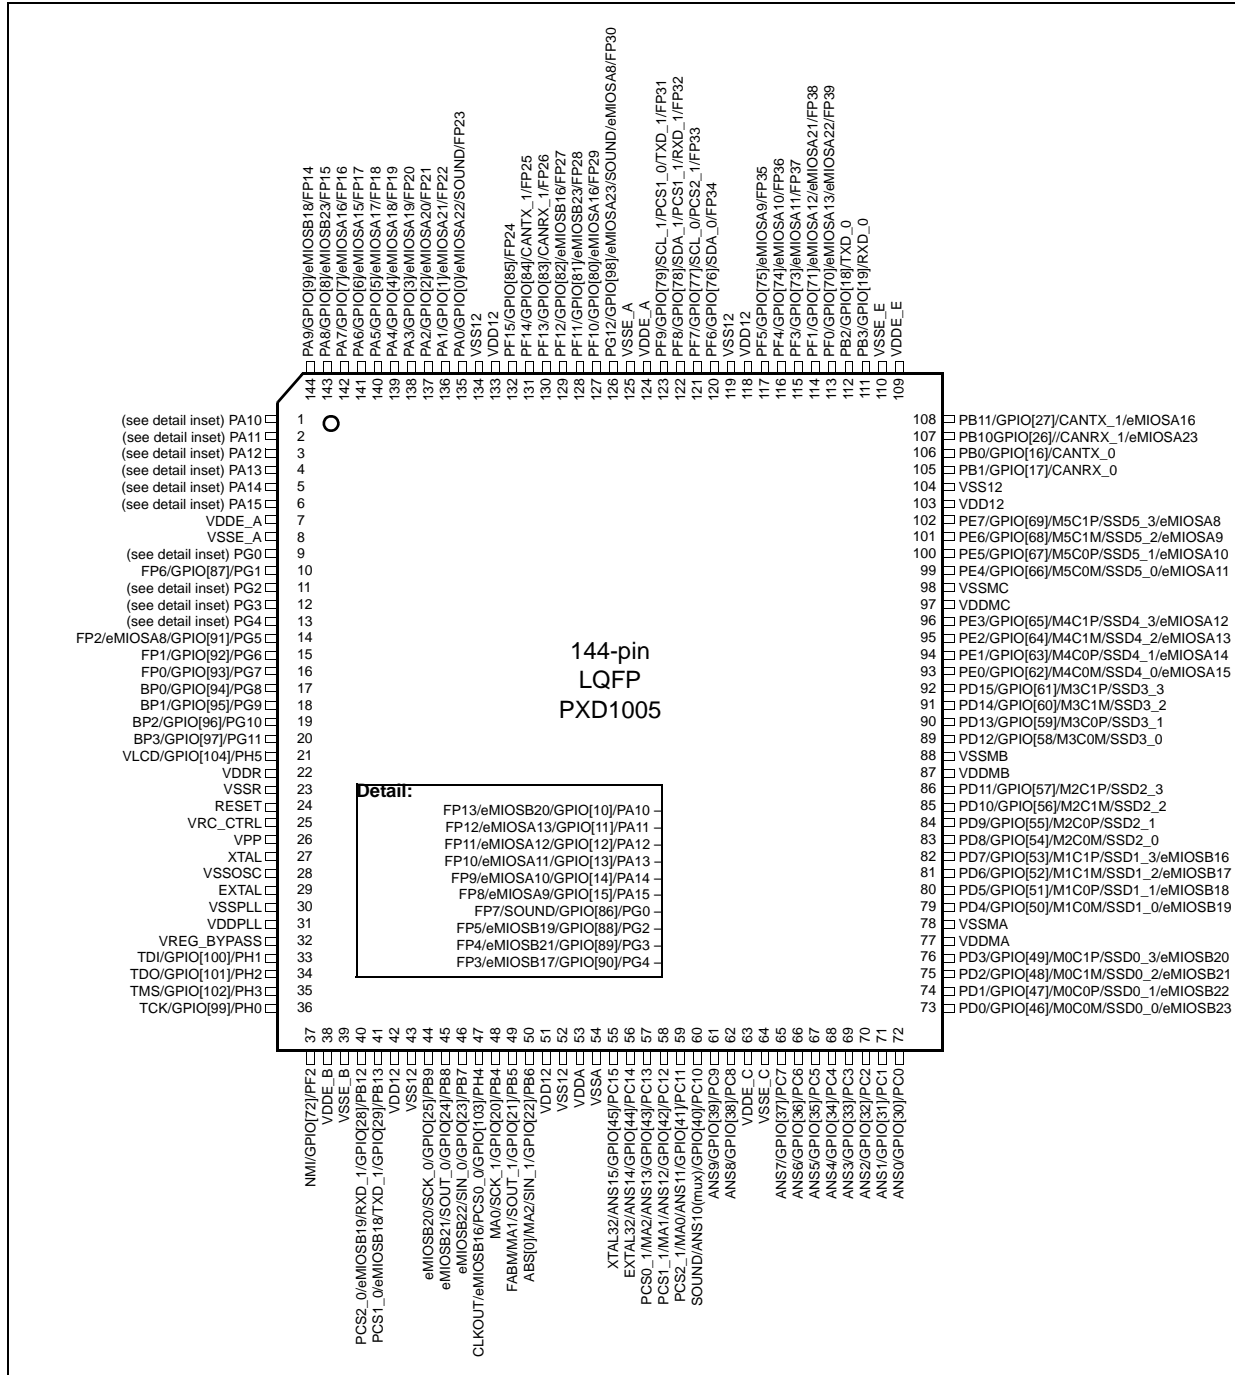 PA9/GPIO[9]/eMIOSB18/FP14
PA8/GPIO[8]/eMIOSB23/FP15
PA7/GPIO[7]/eMIOSA16/FP16
PA6/GPIO[6]/eMIOSA15/FP17
PA5/GPIO[5]/eMIOSA17/FP18
PA4/GPIO[4]/eMIOSA18/FP19
PA3/GPIO[3]/eMIOSA19/FP20
PA2/GPIO[2]/eMIOSA20/FP21
PA1/GPIO[1]/eMIOSA21/FP22
PA0/GPIO[0]/eMIOSA22/SOUND/FP23
VSS12
VDD12
PF15/GPIO[85]/FP24
PF14/GPIO[84]/CANTX_1/FP25
PF13/GPIO[83]/CANRX_1/FP26
PF12/GPIO[82]/eMIOSB16/FP27
PF11/GPIO[81]/eMIOSB23/FP28
PF10/GPIO[80]/eMIOSA16/FP29
PG12/GPIO[98]/eMIOSA23/SOUND/eMIOSA8/FP30
VSSE_A
VDDE_A
PF9/GPIO[79]/SCL_1/PCS1_0/TXD_1/FP31
PF8/GPIO[78]/SDA_1/PCS1_1/RXD_1/FP32
PF7/GPIO[77]/SCL_0/PCS2_1/FP33
PF6/GPIO[76]/SDA_0/FP34
VSS12
VDD12
PF5/GPIO[75]/eMIOSA9/FP35
PF4/GPIO[74]/eMIOSA10/FP36
PF3/GPIO[73]/eMIOSA11/FP37
PF1/GPIO[71]/eMIOSA12/eMIOSA21/FP38
PF0/GPIO[70]/eMIOSA13/eMIOSA22/FP39
PB2/GPIO[18]/TXD_0
PB3/GPIO[19]/RXD_0
VSSE_E
VDDE_E
144 143 142 141 140 139 138 137 136 135 134 133 132 131 130 129 128 127 126 125 124 123 122 121 120 119 118 117 116 115 114 113 112 111 110 109
(see detail inset) PA10 1
(see detail inset) PA11 2
(see detail inset) PA12 3
(see detail inset) PA13 4
(see detail inset) PA14 5
(see detail inset) PA15 6
VDDE_A 7
VSSE_A 8
(see detail inset) PG0 9
FP6/GPIO[87]/PG1 10
(see detail inset) PG2 11
(see detail inset) PG3 12
(see detail inset) PG4 13
FP2/eMIOSA8/GPIO[91]/PG5 14
FP1/GPIO[92]/PG6 15
FP0/GPIO[93]/PG7 16
BP0/GPIO[94]/PG8 17
BP1/GPIO[95]/PG9 18
BP2/GPIO[96]/PG10 19
BP3/GPIO[97]/PG11 20
VLCD/GPIO[104]/PH5 21
VDDR 22
VSSR 23
RESET 24
VRC_CTRL 25
VPP 26
XTAL 27
VSSOSC 28
EXTAL 29
VSSPLL 30
VDDPLL 31
VREG_BYPASS 32
TDI/GPIO[100]/PH1 33
TDO/GPIO[101]/PH2 34
TMS/GPIO[102]/PH3 35
TCK/GPIO[99]/PH0 36
144-pin
LQFP
PXD1005
Detail:
FP13/eMIOSB20/GPIO[10]/PA10
FP12/eMIOSA13/GPIO[11]/PA11
FP11/eMIOSA12/GPIO[12]/PA12
FP10/eMIOSA11/GPIO[13]/PA13
FP9/eMIOSA10/GPIO[14]/PA14
FP8/eMIOSA9/GPIO[15]/PA15
FP7/SOUND/GPIO[86]/PG0
FP5/eMIOSB19/GPIO[88]/PG2
FP4/eMIOSB21/GPIO[89]/PG3
FP3/eMIOSB17/GPIO[90]/PG4
108 PB11/GPIO[27]/CANTX_1/eMIOSA16
107 PB10GPIO[26]//CANRX_1/eMIOSA23
106 PB0/GPIO[16]/CANTX_0
105 PB1/GPIO[17]/CANRX_0
104 VSS12
103 VDD12
102 PE7/GPIO[69]/M5C1P/SSD5_3/eMIOSA8
101 PE6/GPIO[68]/M5C1M/SSD5_2/eMIOSA9
100 PE5/GPIO[67]/M5C0P/SSD5_1/eMIOSA10
99 PE4/GPIO[66]/M5C0M/SSD5_0/eMIOSA11
98 VSSMC
97 VDDMC
96 PE3/GPIO[65]/M4C1P/SSD4_3/eMIOSA12
95 PE2/GPIO[64]/M4C1M/SSD4_2/eMIOSA13
94 PE1/GPIO[63]/M4C0P/SSD4_1/eMIOSA14
93 PE0/GPIO[62]/M4C0M/SSD4_0/eMIOSA15
92 PD15/GPIO[61]/M3C1P/SSD3_3
91 PD14/GPIO[60]/M3C1M/SSD3_2
90 PD13/GPIO[59]/M3C0P/SSD3_1
89 PD12/GPIO[58/M3C0M/SSD3_0
88 VSSMB
87 VDDMB
86 PD11/GPIO[57]/M2C1P/SSD2_3
85 PD10/GPIO[56]/M2C1M/SSD2_2
84 PD9/GPIO[55]/M2C0P/SSD2_1
83 PD8/GPIO[54]/M2C0M/SSD2_0
82 PD7/GPIO[53]/M1C1P/SSD1_3/eMIOSB16
81 PD6/GPIO[52]/M1C1M/SSD1_2/eMIOSB17
80 PD5/GPIO[51]/M1C0P/SSD1_1/eMIOSB18
79 PD4/GPIO[50]/M1C0M/SSD1_0/eMIOSB19
78 VSSMA
77 VDDMA
76 PD3/GPIO[49]/M0C1P/SSD0_3/eMIOSB20
75 PD2/GPIO[48]/M0C1M/SSD0_2/eMIOSB21
74 PD1/GPIO[47]/M0C0P/SSD0_1/eMIOSB22
73 PD0/GPIO[46]/M0C0M/SSD0_0/eMIOSB23
37 38 39 40 41 42 43 44 45 46 47 48 49 50 51 52 53 54 55 56 57 58 59 60 61 62 63 64 65 66 67 68 69 70 71 72
NMI/GPIO[72]/PF2
VDDE_B
VSSE_B
PCS2_0/eMIOSB19/RXD_1/GPIO[28]/PB12
PCS1_0/eMIOSB18/TXD_1/GPIO[29]/PB13
VDD12
VSS12
eMIOSB20/SCK_0/GPIO[25]/PB9
eMIOSB21/SOUT_0/GPIO[24]/PB8
eMIOSB22/SIN_0/GPIO[23]/PB7
CLKOUT/eMIOSB16/PCS0_0/GPIO[103]/PH4
MA0/SCK_1/GPIO[20]/PB4
FABM/MA1/SOUT_1/GPIO[21]/PB5
ABS[0]/MA2/SIN_1/GPIO[22]/PB6
VDD12
VSS12
VDDA
VSSA
XTAL32/ANS15/GPIO[45]/PC15
EXTAL32/ANS14/GPIO[44]/PC14
PCS0_1/MA2/ANS13/GPIO[43]/PC13
PCS1_1/MA1/ANS12/GPIO[42]/PC12
PCS2_1/MA0/ANS11/GPIO[41]/PC11
SOUND/ANS10(mux)/GPIO[40]/PC10
ANS9/GPIO[39]/PC9
ANS8/GPIO[38]/PC8
VDDE_C
VSSE_C
ANS7/GPIO[37]/PC7
ANS6/GPIO[36]/PC6
ANS5/GPIO[35]/PC5
ANS4/GPIO[34]/PC4
ANS3/GPIO[33]/PC3
ANS2/GPIO[32]/PC2
ANS1/GPIO[31]/PC1
ANS0/GPIO[30]/PC0